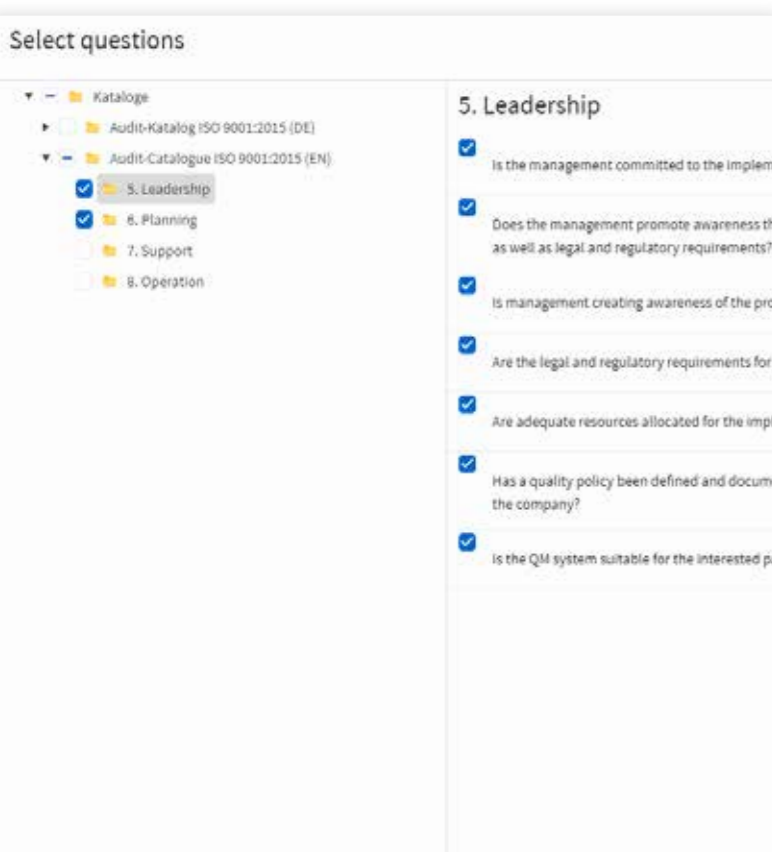 Select questions
Kataloge
Audit-Katalog ISO 9001:2015 (DE)
Audit-Catalogue ISO 9001:2015 (EN)
5. Leadership
6. Planning
7. Support
8. Operation
5. Leadership
Is the management committed to the implem
Does the management promote awareness th
as well as legal and regulatory requirements?
Is management creating awareness of the pro
Are the legal and regulatory requirements for
Are adequate resources allocated for the impl
Has a quality policy been defined and docume
the company?
Is the QM system suitable for the interested pa